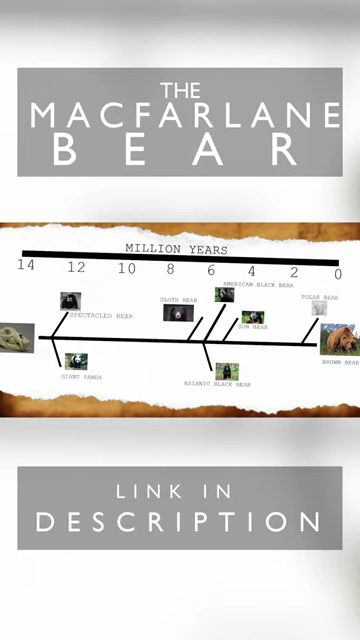 THE
MACFARLANE
BEAR
MILLION YEARS
14 12 10 8 6 4 2 0
AMERICAN BLACK BEAR
SLOTH BEAR
POLAR BEAR
SPECTACLED BEAR
SUN BEAR
BROWN BEAR
GIANT PANDA
ASIANIC BLACK BEAR
LINK IN
DESCRIPTION